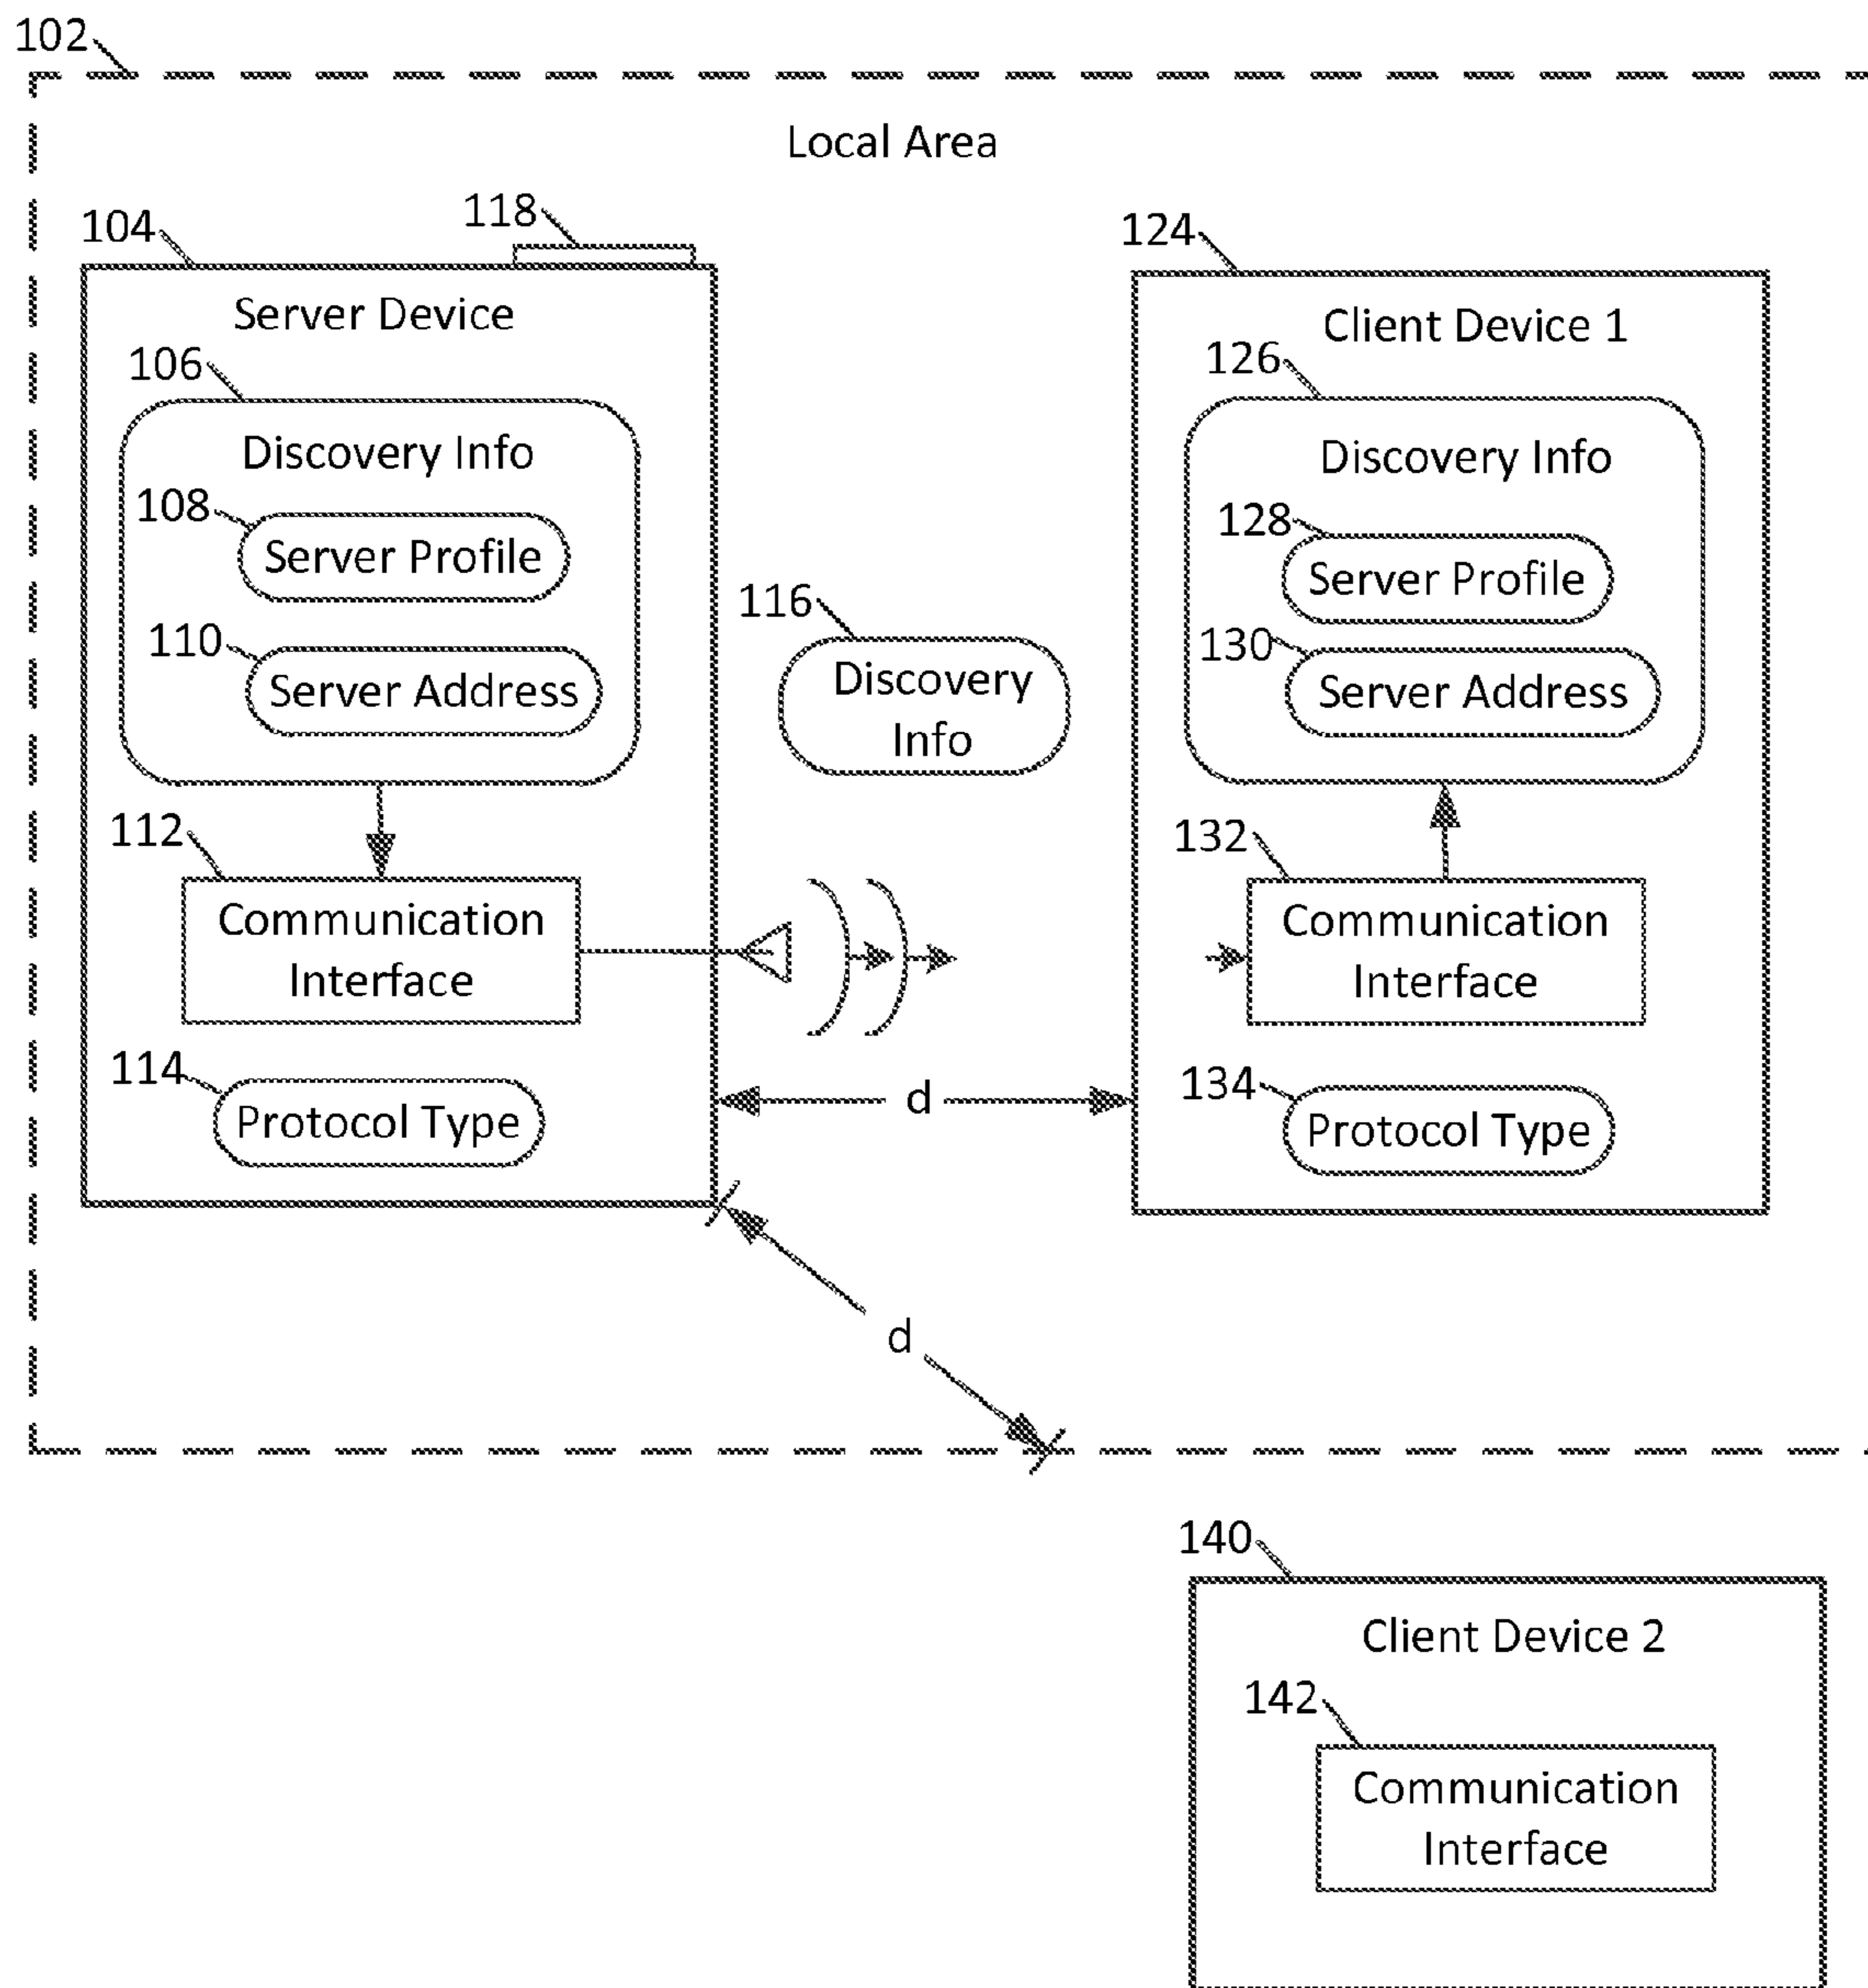 102
Local Area
118
104
124
Server Device
Client Device 1
106
126
Discovery Info
Discovery Info
108
128
Server Profile
Server Profile
116
110
130
Server Address
Server Address
Discovery
Info
112
132
Communication
Interface
Communication
Interface
114
134
d
Protocol Type
Protocol Type
d
140
Client Device 2
142
Communication
Interface